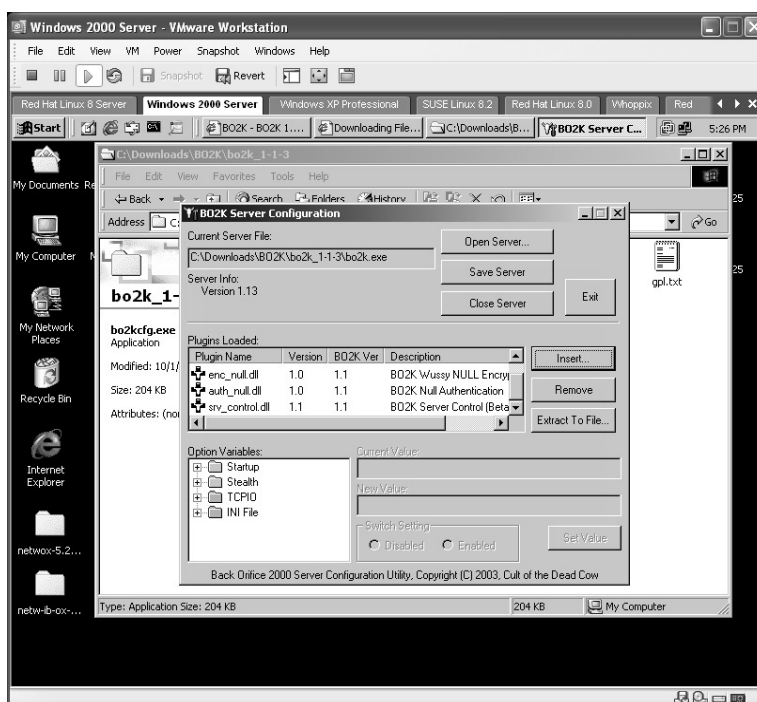 Windows 2000 Server - VMware Workstation
File Edit View VM Power Snapshot Windows Help
Snapshot Revert
Red Hat Linux 8 Server Windows 2000 Server Windows XP Professional SUSE Linux 8.2 Red Hat Linux 8.0 Whoppix Red
Start BO2K - BO2K 1.... Downloading File... C:\Downloads\B... BO2K Server C... 5:26 PM
C:\Downloads\BO2K\bo2k_1-1-3
File Edit View Favorites Tools Help
My Documents Re
Back Search Folders History
25
Address C:
Go
BO2K Server Configuration
Current Server File:
C:\Downloads\BO2K\bo2k_1-1-3\bo2k.exe
Server Info:
Version 1.13
Open Server...
Save Server
Close Server
Exit
My Computer
gpl.txt
25
bo2k_1-
bo2kcfg.exe
Application
Modified: 10/1/
Size: 204 KB
Attributes: (nor
My Network
Places
Recycle Bin
Internet
Explorer
netwox-5.2...
netw-ib-ox-...
Plugins Loaded:
Plugin Name Version BO2K Ver Description
enc_null.dll 1.0 1.1 BO2K Wussy NULL Encryp
auth_null.dll 1.0 1.1 BO2K Null Authentication
srv_control.dll 1.1 1.1 BO2K Server Control (Beta
Insert...
Remove
Extract To File...
Option Variables:
Startup
Stealth
TCPIO
INI File
Current Value:
New Value:
Switch Setting
Disabled Enabled
Set Value
Back Orifice 2000 Server Configuration Utility, Copyright (C) 2003, Cult of the Dead Cow
Type: Application Size: 204 KB 204 KB My Computer